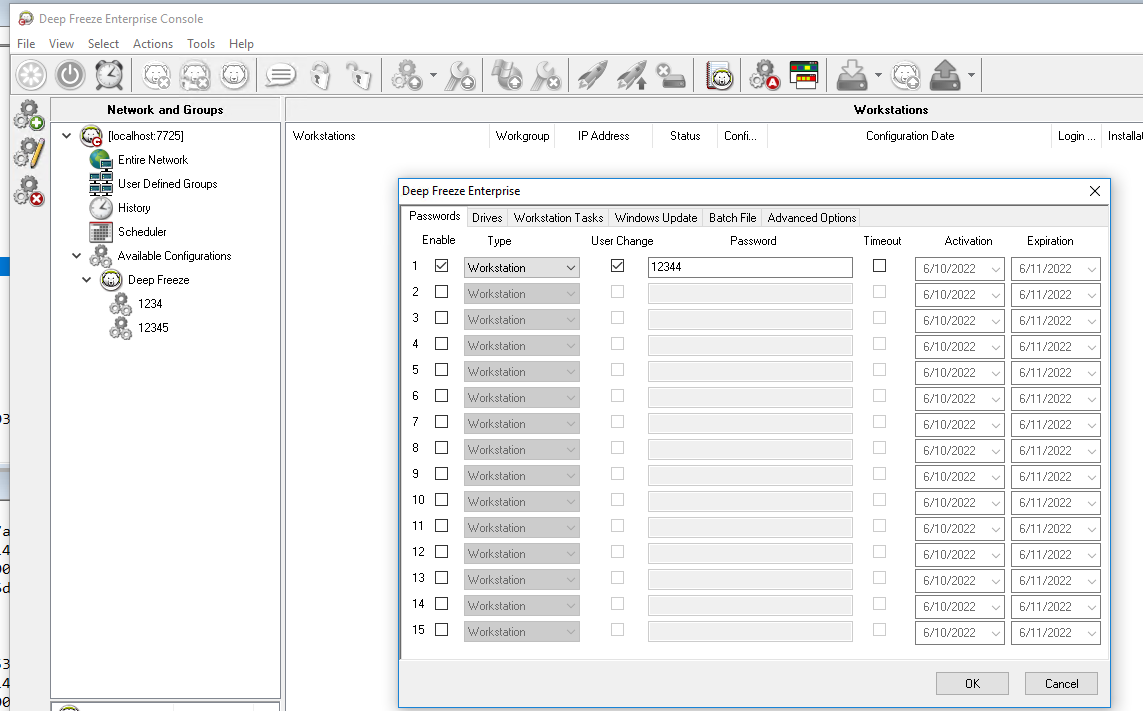 Deep Freeze Enterprise Console
File View Select Actions Tools Help
Network and Groups
[localhost:7725]
Entire Network
User Defined Groups
History
Scheduler
Available Configurations
Deep Freeze
1234
12345
Workstations
Workstations Workgroup IP Address Status Confi... Configuration Date Login ...
Deep Freeze Enterprise
Passwords Drives Workstation Tasks Windows Update Batch File Advanced Options
Enable Type User Change Password Timeout Activation Expiration
1 Workstation 12344 6/10/2022 6/11/2022
2 Workstation 6/10/2022 6/11/2022
3 Workstation 6/10/2022 6/11/2022
4 Workstation 6/10/2022 6/11/2022
5 Workstation 6/10/2022 6/11/2022
6 Workstation 6/10/2022 6/11/2022
7 Workstation 6/10/2022 6/11/2022
8 Workstation 6/10/2022 6/11/2022
9 Workstation 6/10/2022 6/11/2022
10 Workstation 6/10/2022 6/11/2022
11 Workstation 6/10/2022 6/11/2022
12 Workstation 6/10/2022 6/11/2022
13 Workstation 6/10/2022 6/11/2022
14 Workstation 6/10/2022 6/11/2022
15 Workstation 6/10/2022 6/11/2022
OK Cancel